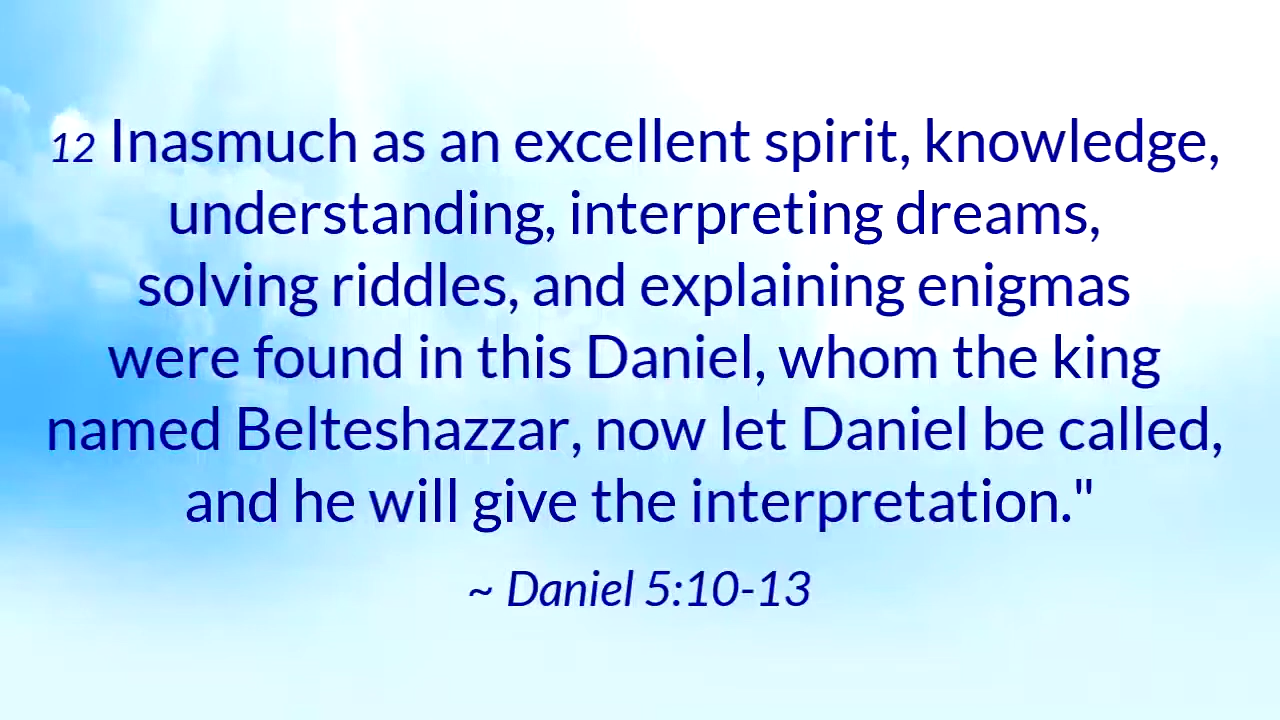 12 Inasmuch as an excellent spirit, knowledge,
understanding, interpreting dreams,
solving riddles, and explaining enigmas
were found in this Daniel, whom the king
named Belteshazzar, now let Daniel be called,
and he will give the interpretation."
~ Daniel 5:10-13